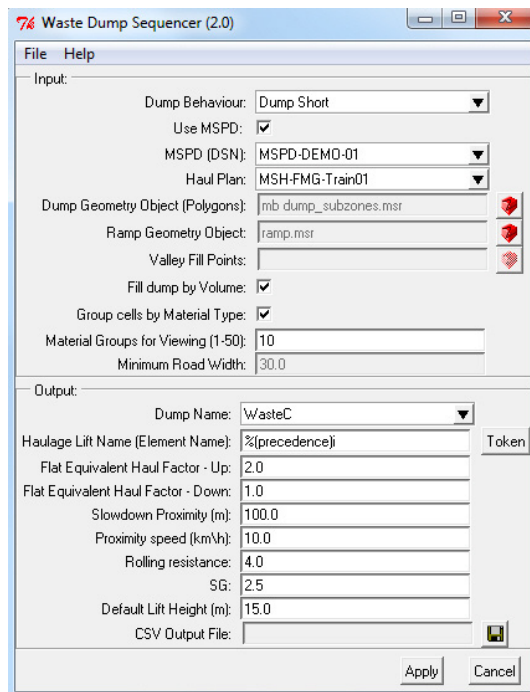 Waste Dump Sequencer (2.0)
File Help
Input:
Dump Behaviour: Dump Short
Use MSPD:
MSPD (DSN): MSPD-DEMO-01
Haul Plan: MSH-FMG-Train01
Dump Geometry Object (Polygons): mb dump_subzones.msr
Ramp Geometry Object: ramp.msr
Valley Fill Points:
Fill dump by Volume:
Group cells by Material Type:
Material Groups for Viewing (1-50): 10
Minimum Road Width: 30.0
Output:
Dump Name: WasteC
Haulage Lift Name (Element Name): %(precedence)i Token
Flat Equivalent Haul Factor - Up: 2.0
Flat Equivalent Haul Factor - Down: 1.0
Slowdown Proximity (m): 100.0
Proximity speed (km\h): 10.0
Rolling resistance: 4.0
SG: 2.5
Default Lift Height (m): 15.0
CSV Output File:
Apply Cancel